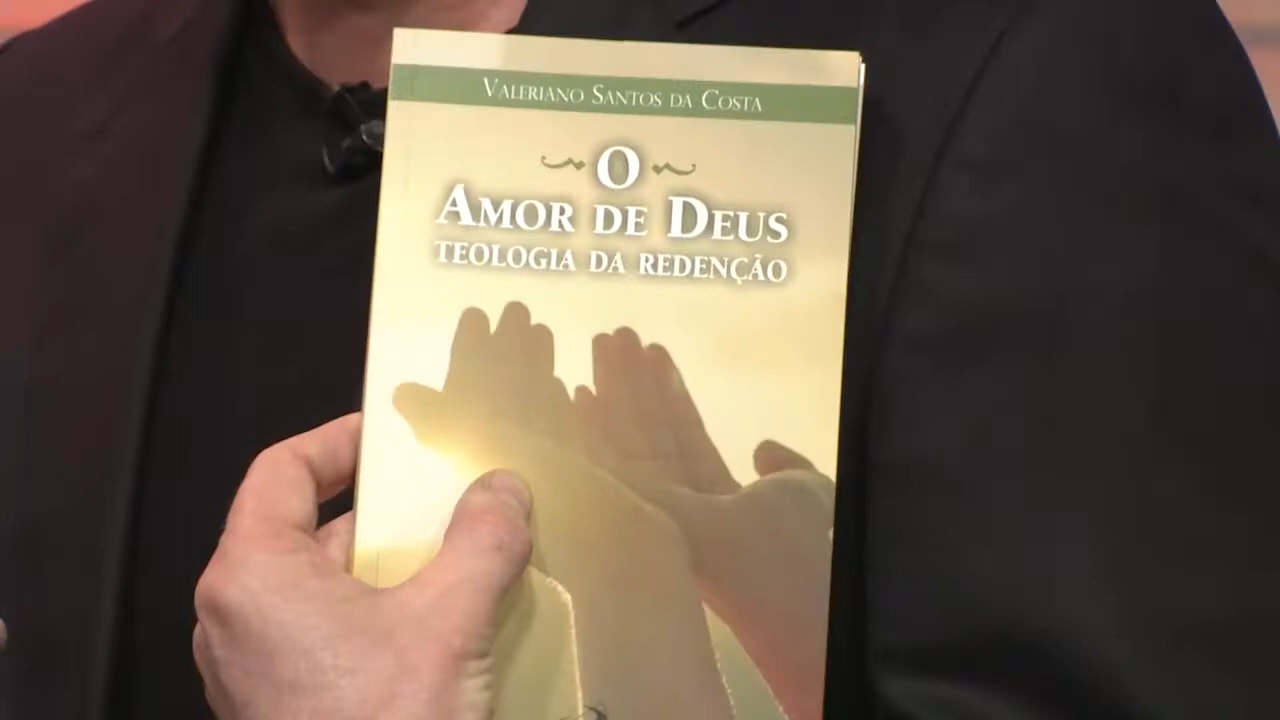 Valeriano Santos da Costa
O
Amor de Deus
Teologia da Redenção